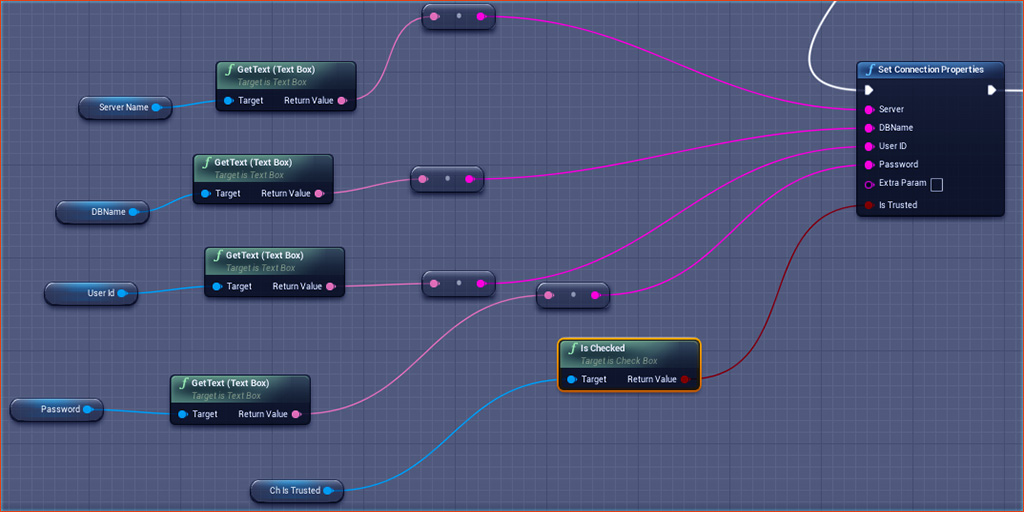 GetText (Text Box)
Target is Text Box
Target Return Value
Server Name
Set Connection Properties
Server
DBName
User ID
Password
Extra Param
Is Trusted
GetText (Text Box)
Target is Text Box
Target Return Value
DBName
GetText (Text Box)
Target is Text Box
Target Return Value
User Id
Is Checked
Target is Check Box
Target Return Value
GetText (Text Box)
Target is Text Box
Target Return Value
Password
Ch Is Trusted